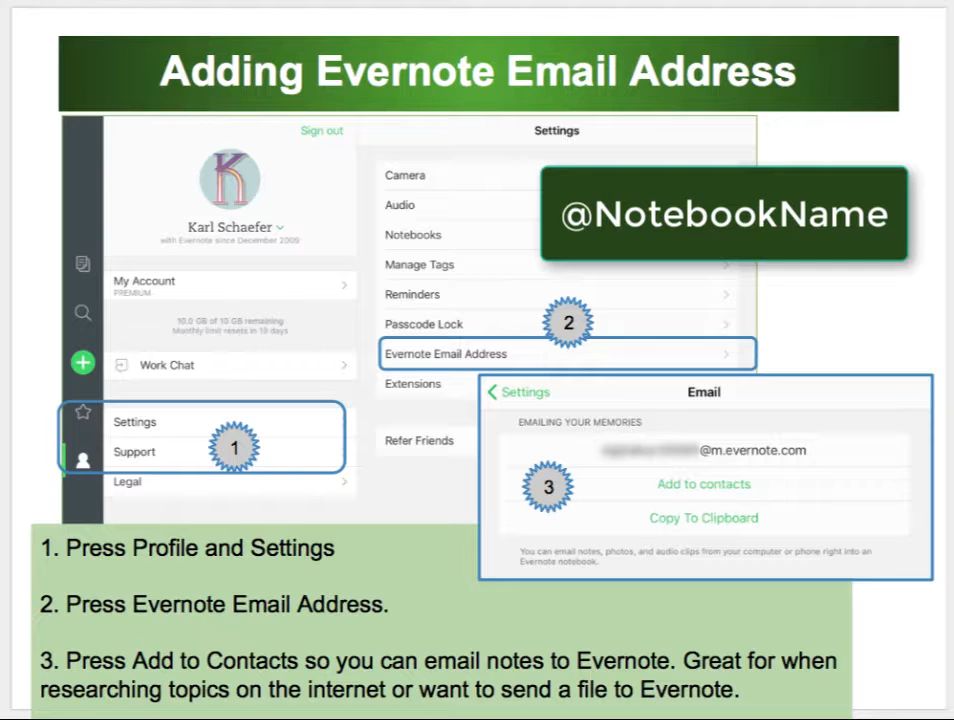 Adding Evernote Email Address
Sign out
K
Karl Schaefer
with Evernote since December 2009
My Account
PREMIUM
10.0 GB of 10 GB remaining
Monthly limit resets in 19 days
Work Chat
Settings
Support
Legal
1
Settings
Camera
Audio
Notebooks
Manage Tags
Reminders
Passcode Lock
Evernote Email Address
Extensions
Refer Friends
2
@NotebookName
Settings
Email
EMAILING YOUR MEMORIES
@m.evernote.com
Add to contacts
Copy To Clipboard
You can email notes, photos, and audio clips from your computer or phone right into an
Evernote notebook.
3
1. Press Profile and Settings
2. Press Evernote Email Address.
3. Press Add to Contacts so you can email notes to Evernote. Great for when
researching topics on the internet or want to send a file to Evernote.